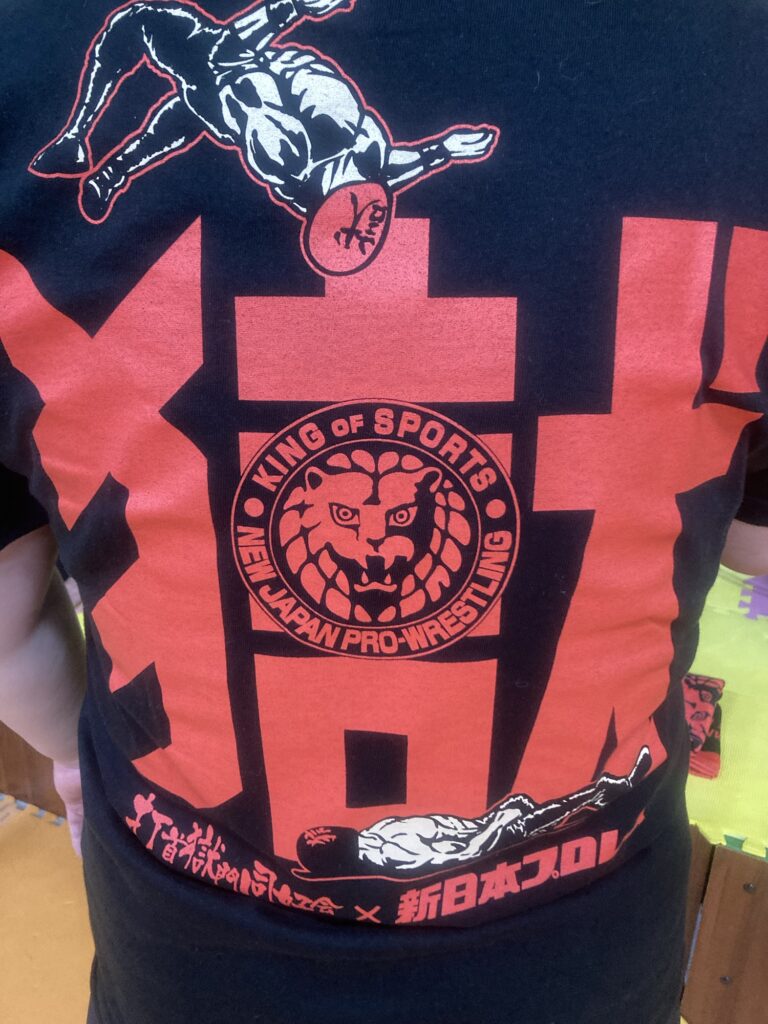 獄
KING OF SPORTS
NEW JAPAN PRO-WRESTLING
打首獄門同好会 × 新日本プロレ